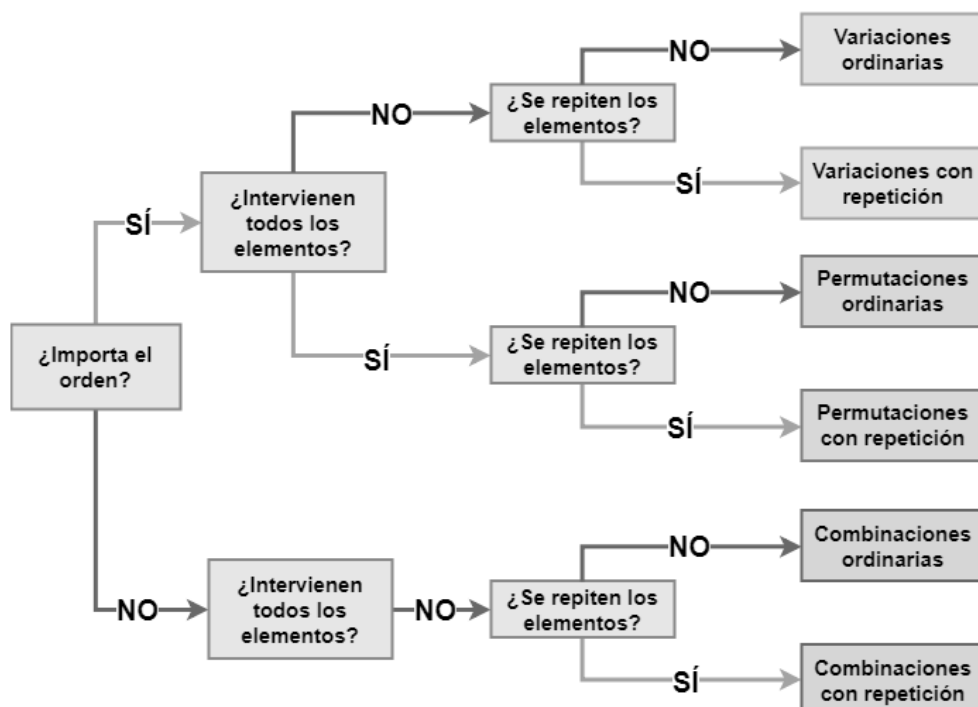 NO
Variaciones
ordinarias
¿Se repiten los
elementos?
NO
SÍ
Variaciones con
repetición
¿Intervienen
todos los
elementos?
SÍ
NO
Permutaciones
ordinarias
¿Importa el
orden?
SÍ
¿Se repiten los
elementos?
SÍ
Permutaciones
con repetición
NO
Combinaciones
ordinarias
NO
¿Intervienen
todos los
elementos?
NO
¿Se repiten los
elementos?
SÍ
Combinaciones
con repetición